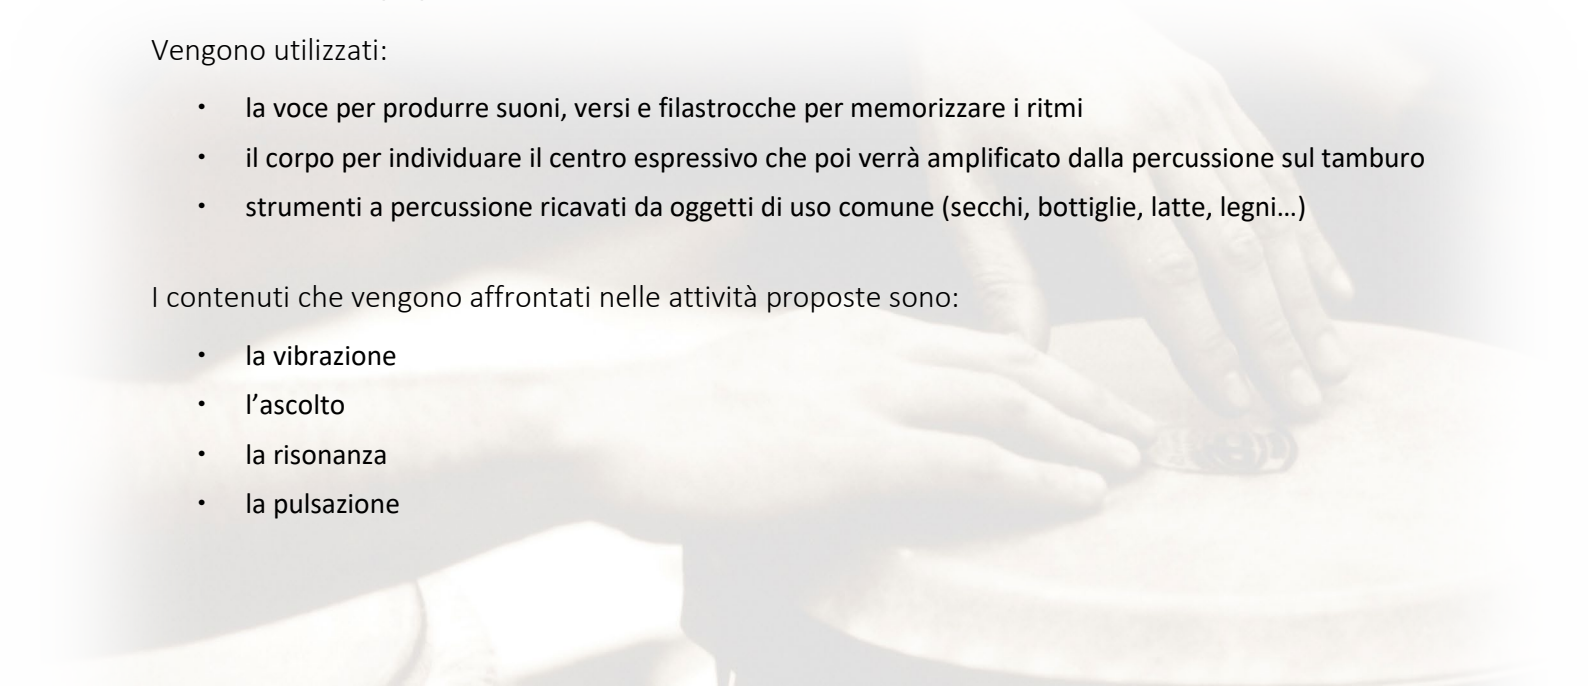 Vengono utilizzati:
• la voce per produrre suoni, versi e filastrocche per memorizzare i ritmi
• il corpo per individuare il centro espressivo che poi verrà amplificato dalla percussione sul tamburo
• strumenti a percussione ricavati da oggetti di uso comune (secchi, bottiglie, latte, legni…)
I contenuti che vengono affrontati nelle attività proposte sono:
• la vibrazione
• l’ascolto
• la risonanza
• la pulsazione